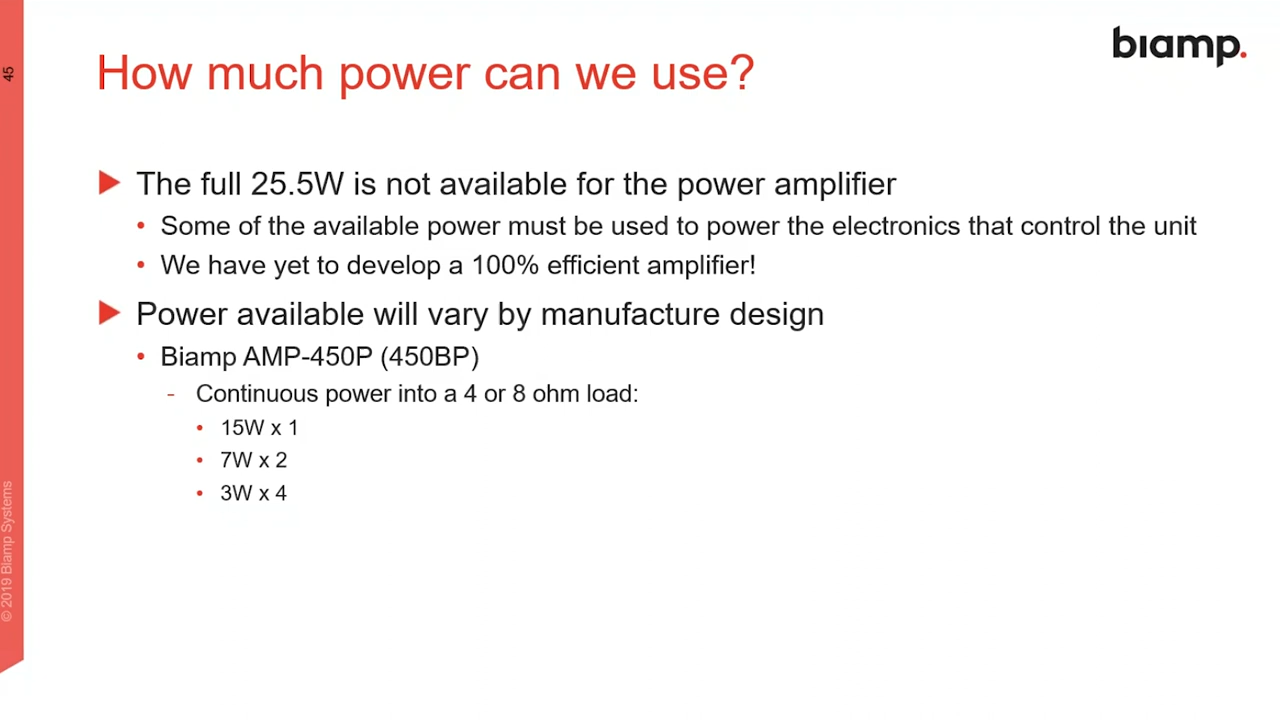 biamp.
45
How much power can we use?
The full 25.5W is not available for the power amplifier
• Some of the available power must be used to power the electronics that control the unit
• We have yet to develop a 100% efficient amplifier!
Power available will vary by manufacture design
• Biamp AMP-450P (450BP)
- Continuous power into a 4 or 8 ohm load:
• 15W x 1
• 7W x 2
• 3W x 4
© 2019 Biamp Systems